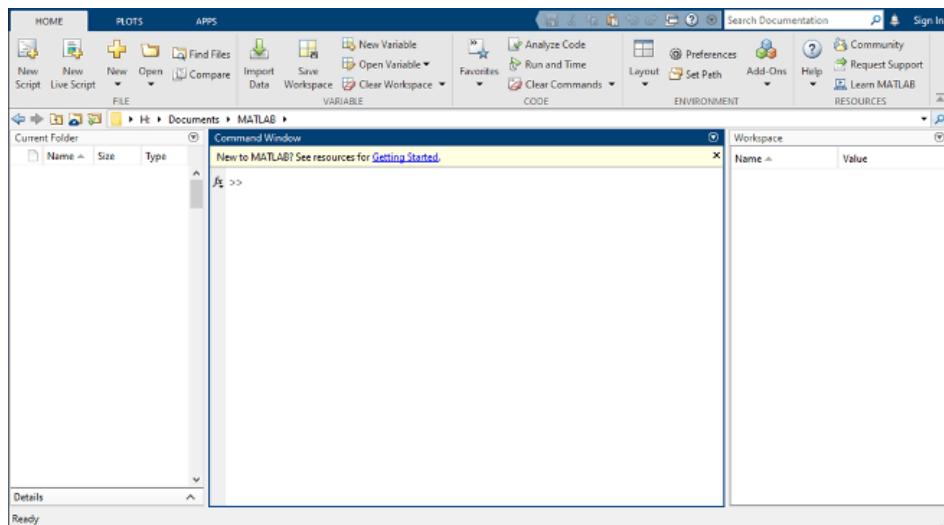 HOME PLOTS APPS Search Documentation Sign In
New Script New Live Script New Open Find Files Compare
FILE
Import Data Save Workspace New Variable Open Variable Clear Workspace
VARIABLE
Favorites Analyze Code Run and Time Clear Commands
CODE
Layout Preferences Set Path Add-Ons
ENVIRONMENT
Help Community Request Support Learn MATLAB
RESOURCES
H: Documents MATLAB
Current Folder
Name Size Type
Command Window
New to MATLAB? See resources for Getting Started.
fx >>
Workspace
Name Value
Details
Ready